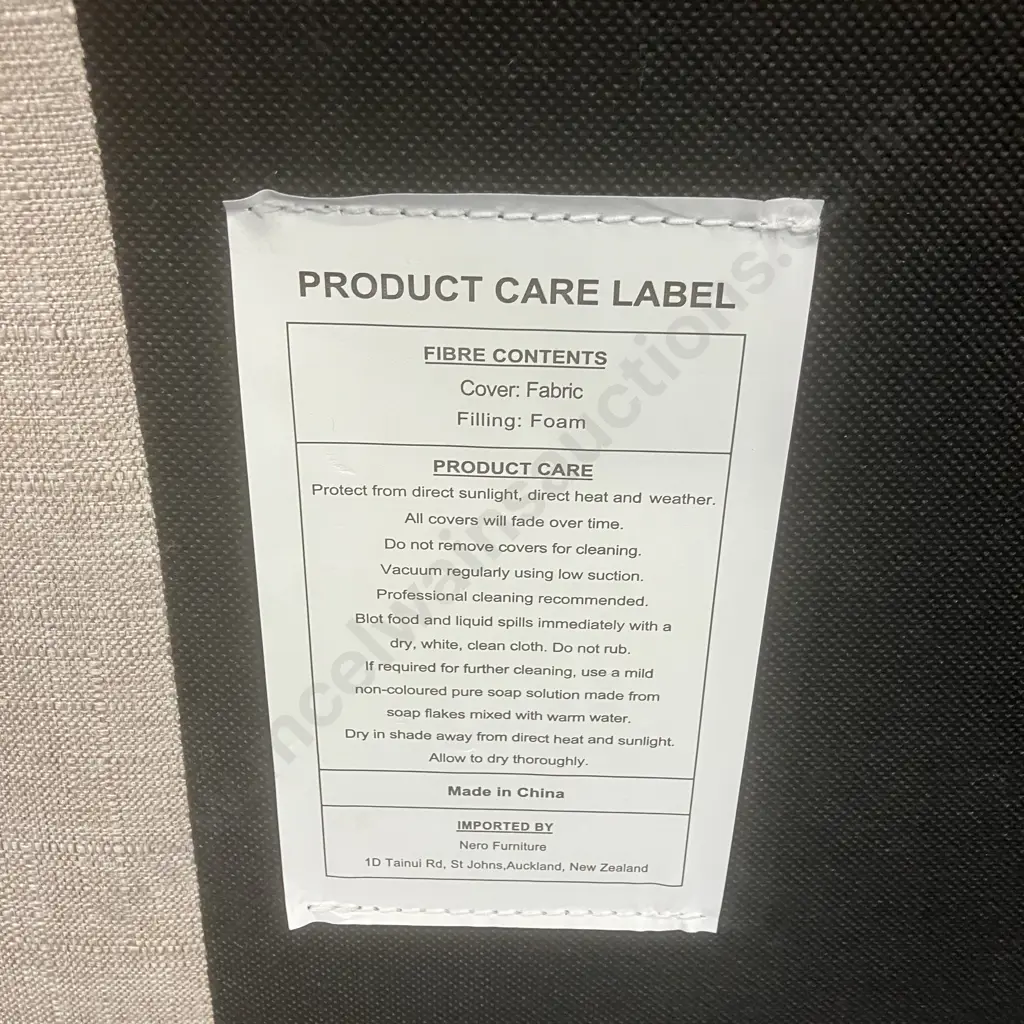 PRODUCT CARE LABEL
FIBRE CONTENTS
Cover: Fabric
Filling: Foam
PRODUCT CARE
Protect from direct sunlight, direct heat and weather.
All covers will fade over time.
Do not remove covers for cleaning.
Vacuum regularly using low suction.
Professional cleaning recommended.
Blot food and liquid spills immediately with a
dry, white, clean cloth. Do not rub.
If required for further cleaning, use a mild
non-coloured pure soap solution made from
soap flakes mixed with warm water.
Dry in shade away from direct heat and sunlight.
Allow to dry thoroughly.
Made in China
IMPORTED BY
Nero Furniture
1D Tainui Rd, St Johns,Auckland, New Zealand